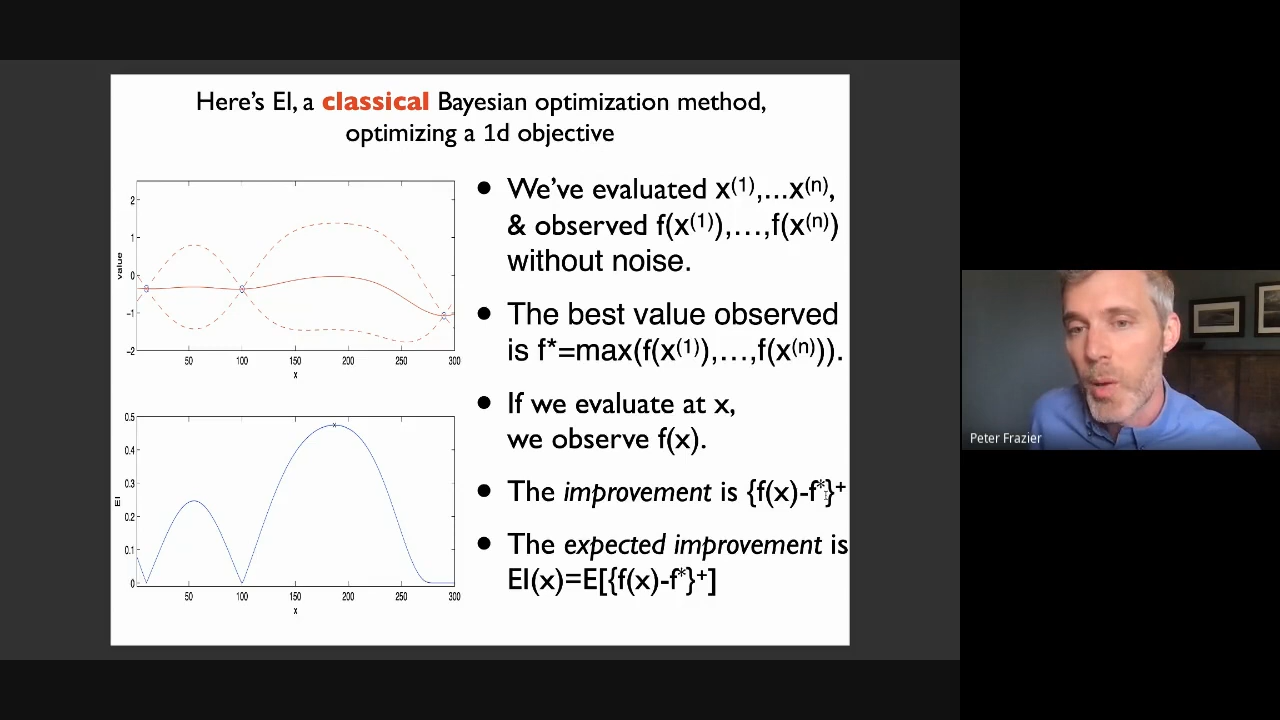 Here's EI, a classical Bayesian optimization method,
optimizing a 1d objective
2
1
0
−1
−2
value
50
100
150
200
250
300
x
0.5
0.4
0.3
0.2
0.1
0
EI
50
100
150
200
250
300
x
• We've evaluated x⁽¹⁾,...x⁽ⁿ⁾,
& observed f(x⁽¹⁾),…,f(x⁽ⁿ⁾)
without noise.
• The best value observed
is f*=max(f(x⁽¹⁾),…,f(x⁽ⁿ⁾)).
• If we evaluate at x,
we observe f(x).
• The improvement is {f(x)-f*}⁺
• The expected improvement is
EI(x)=E[{f(x)-f*}⁺]
Peter Frazier